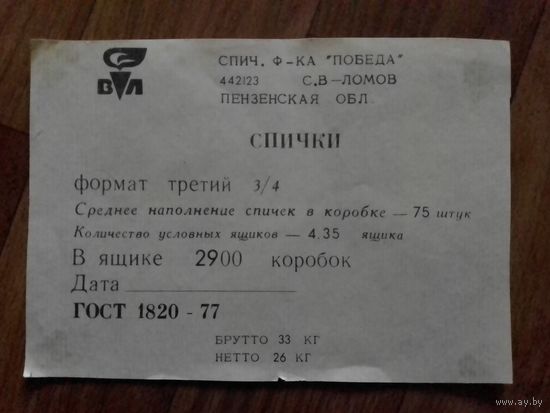 ВЛ
СПИЧ. Ф-КА "ПОБЕДА"
442123 С.В-ЛОМОВ
ПЕНЗЕНСКАЯ ОБЛ
СПИЧКИ
формат третий 3/4
Среднее наполнение спичек в коробке — 75 штук
Количество условных ящиков — 4.35 ящика
В ящике 2900 коробок
Дата
ГОСТ 1820 - 77
БРУТТО 33 КГ
НЕТТО 26 КГ
www.ay.by